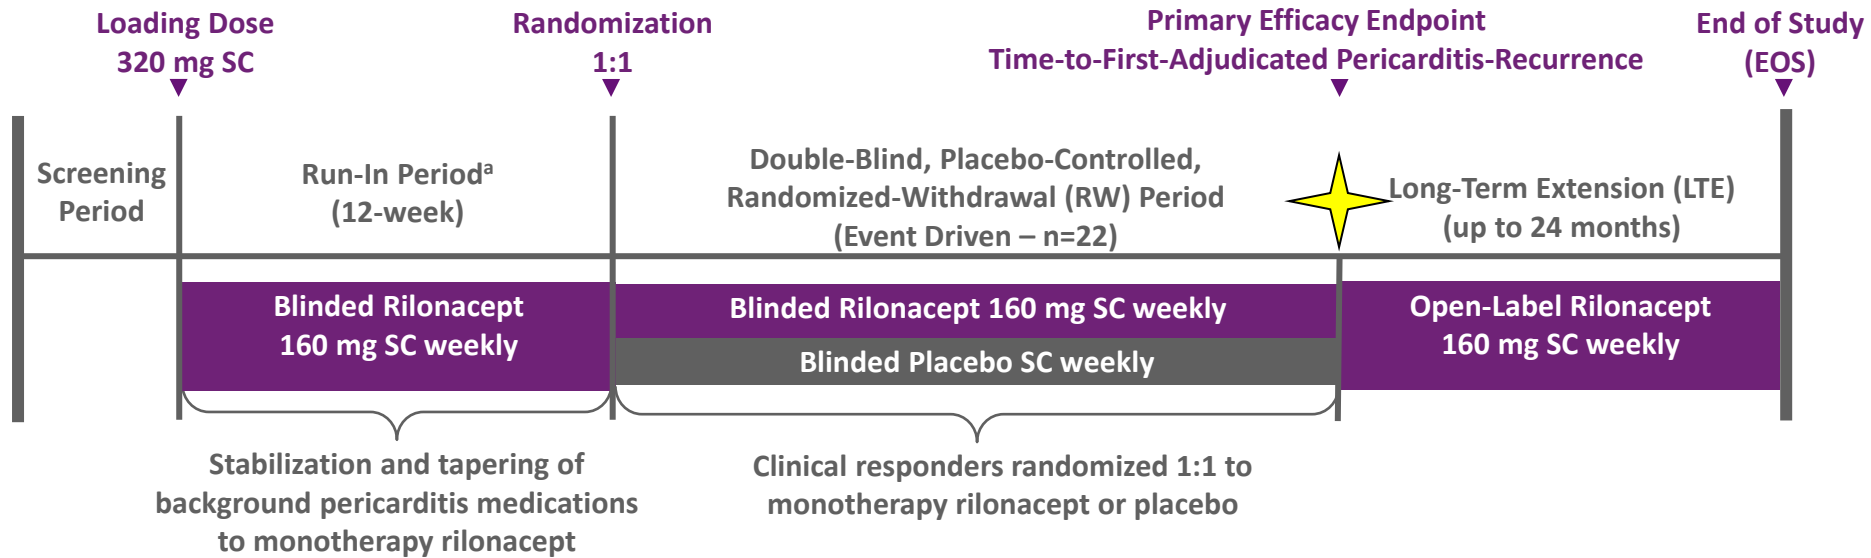 Loading Dose
320 mg SC
Randomization
1:1
Primary Efficacy Endpoint
Time-to-First-Adjudicated Pericarditis-Recurrence
End of Study
(EOS)
Screening
Period
Run-In Periodᵃ
(12-week)
Double-Blind, Placebo-Controlled,
Randomized-Withdrawal (RW) Period
(Event Driven – n=22)
Long-Term Extension (LTE)
(up to 24 months)
Blinded Rilonacept
160 mg SC weekly
Blinded Rilonacept 160 mg SC weekly
Blinded Placebo SC weekly
Open-Label Rilonacept
160 mg SC weekly
Stabilization and tapering of
background pericarditis medications
to monotherapy rilonacept
Clinical responders randomized 1:1 to
monotherapy rilonacept or placebo